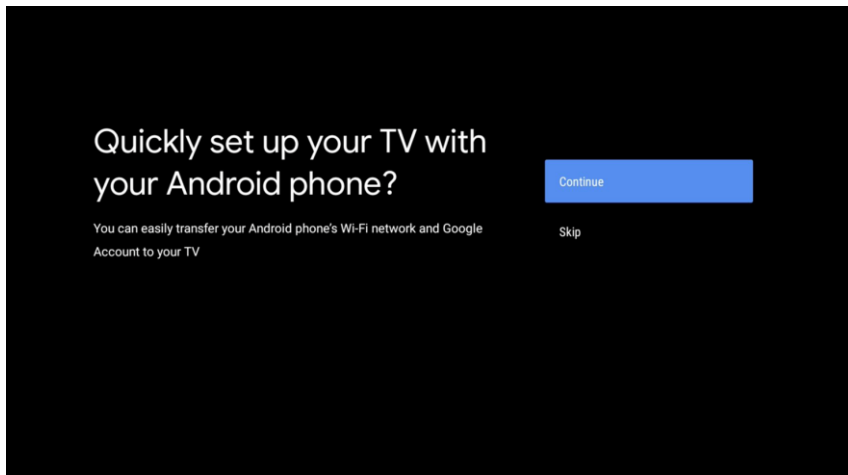 Quickly set up your TV with
your Android phone?
You can easily transfer your Android phone's Wi-Fi network and Google
Account to your TV
Continue
Skip